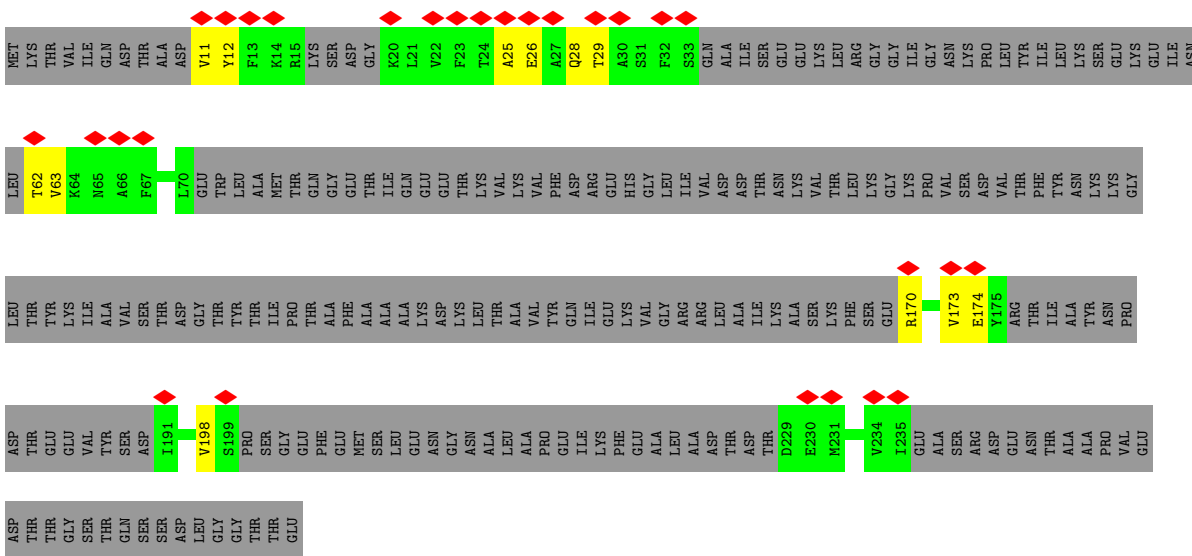 MET LYS THR VAL ILE GLN ASP THR ALA ASP V11 Y12 F13 K14 R15 LYS SER ASP GLY K20 L21 V22 F23 T24 A25 E26 A27 Q28 T29 A30 S31 F32 S33 GLN ALA ILE SER GLU GLU LYS LEU ARG GLY GLY ILE GLY ASN LYS PRO LEU TYR ILE LEU LYS SER GLU LYS GLU ILE ASN
LEU T62 V63 K64 N65 A66 F67 L70 GLU TRP LEU ALA MET THR GLN GLY GLU THR ILE GLN GLU GLU THR LYS VAL LYS VAL PHE ASP ARG GLU HIS GLY LEU ILE VAL ASP ASP THR ASN LYS VAL THR LEU LYS GLY LYS PRO VAL SER ASP VAL THR PHE TYR ASN LYS LYS GLY
LEU THR TYR LYS ILE ALA VAL SER THR ASP GLY THR TYR THR ILE PRO THR ALA PHE ALA ALA ALA LYS ASP LYS LEU THR ALA VAL TYR GLN ILE GLU LYS VAL GLY ARG ARG LEU ALA ILE LYS ALA SER LYS PHE SER GLU R170 V173 E174 Y175 ARG THR ILE ALA TYR ASN PRO
ASP THR GLU GLU VAL TYR SER ASP I191 V198 S199 PRO SER GLY GLU PHE GLU MET SER LEU GLU ASN GLY ASN ALA LEU ALA PRO GLU ILE LYS PHE GLU ALA LEU ALA ASP THR ASP THR D229 E230 M231 V234 I235 GLU ALA SER ARG ASP GLU ASN THR ALA ALA PRO VAL GLU
ASP THR THR GLY SER THR GLN SER SER ASP LEU GLY GLY THR THR GLU